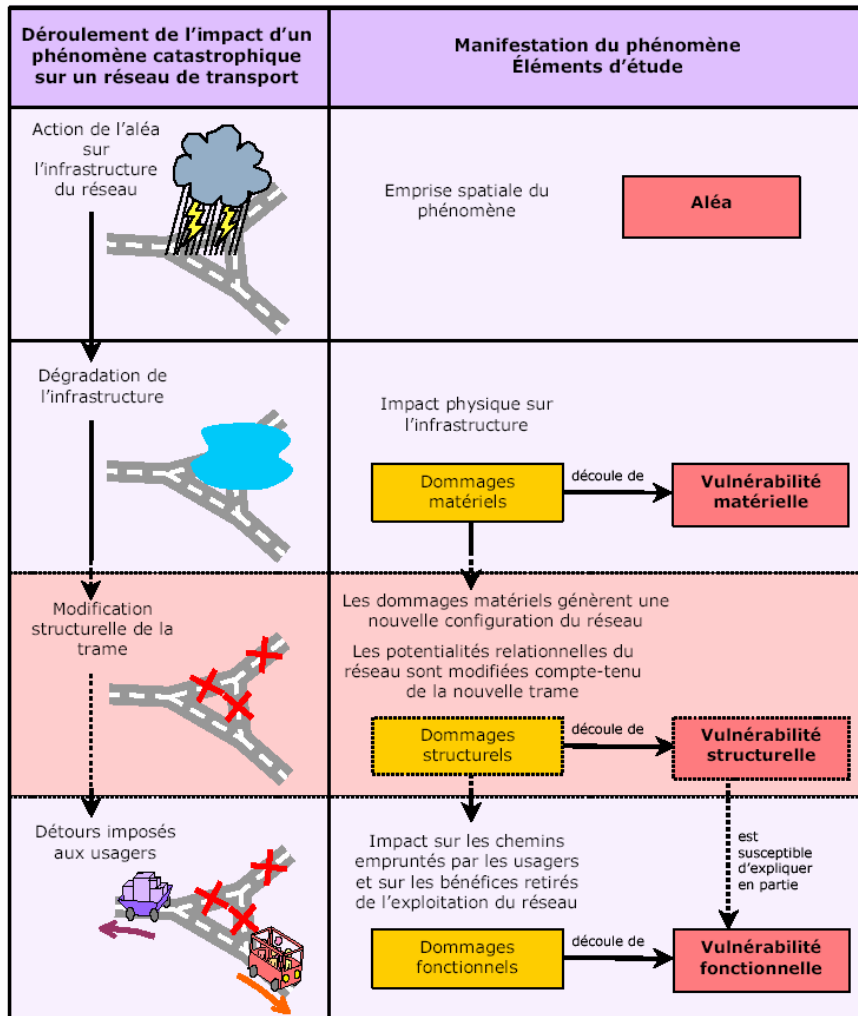 Déroulement de l'impact d'un
phénomène catastrophique
sur un réseau de transport
Manifestation du phénomène
Éléments d'étude
Action de l'aléa
sur
l'infrastructure
du réseau
Emprise spatiale du
phénomène
Aléa
Dégradation de
l'infrastructure
Impact physique sur
l'infrastructure
Dommages
matériels
découle de
Vulnérabilité
matérielle
Modification
structurelle de la
trame
Les dommages matériels génèrent une
nouvelle configuration du réseau
Les potentialités relationnelles du
réseau sont modifiées compte-tenu
de la nouvelle trame
Dommages
structurels
découle de
Vulnérabilité
structurelle
Détours imposés
aux usagers
Impact sur les chemins
empruntés par les usagers
et sur les bénéfices retirés
de l'exploitation du réseau
est
susceptible
d'expliquer
en partie
Dommages
fonctionnels
découle de
Vulnérabilité
fonctionnelle